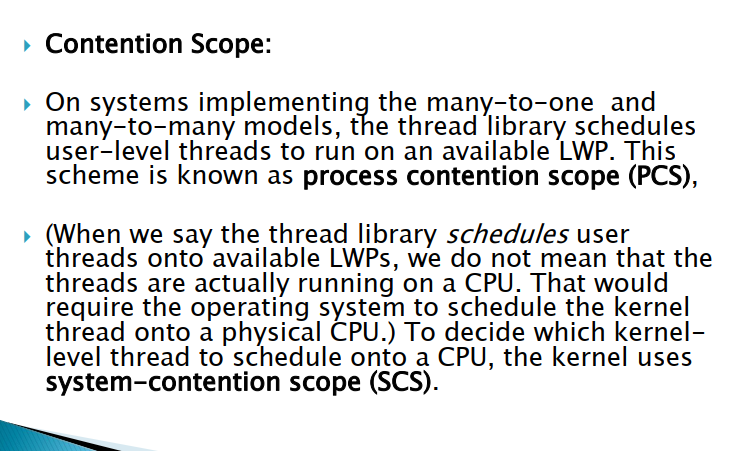 Contention Scope:
On systems implementing the many-to-one and
many-to-many models, the thread library schedules
user-level threads to run on an available LWP. This
scheme is known as process contention scope (PCS),
(When we say the thread library schedules user
threads onto available LWPs, we do not mean that the
threads are actually running on a CPU. That would
require the operating system to schedule the kernel
thread onto a physical CPU.) To decide which kernel-
level thread to schedule onto a CPU, the kernel uses
system-contention scope (SCS).